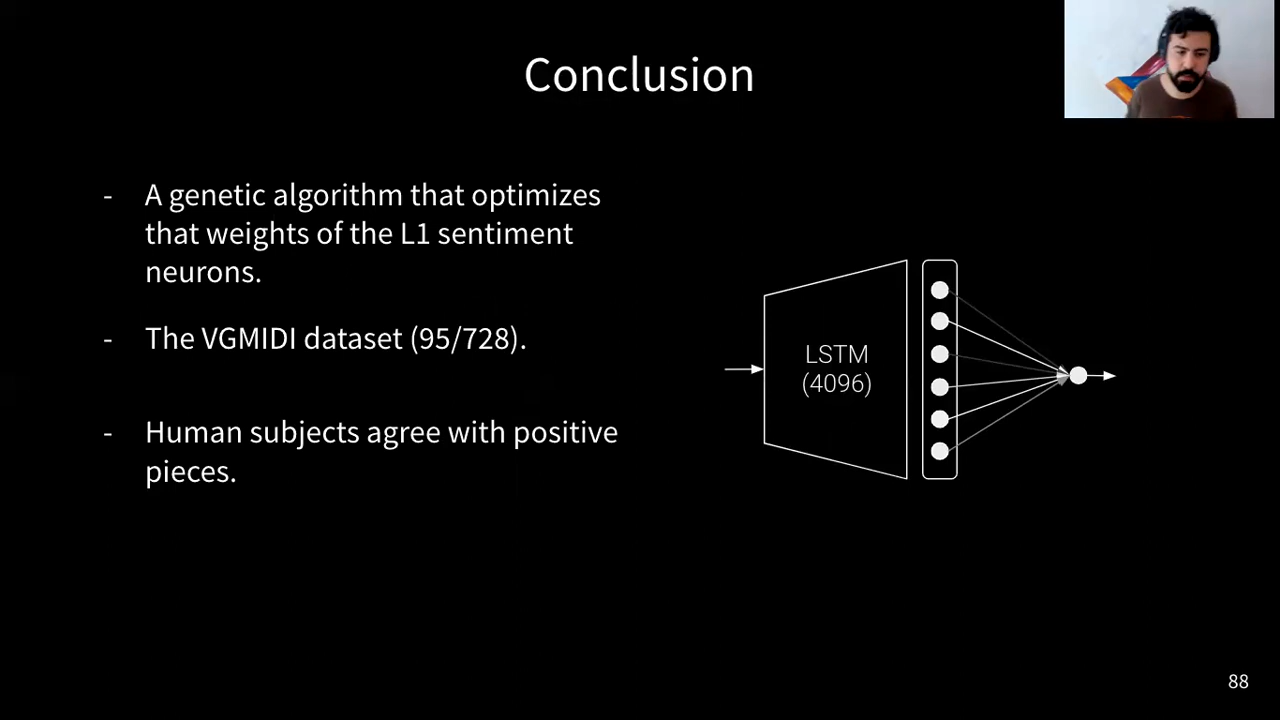 Conclusion
- A genetic algorithm that optimizes
that weights of the L1 sentiment
neurons.
- The VGMIDI dataset (95/728).
- Human subjects agree with positive
pieces.
LSTM
(4096)
88